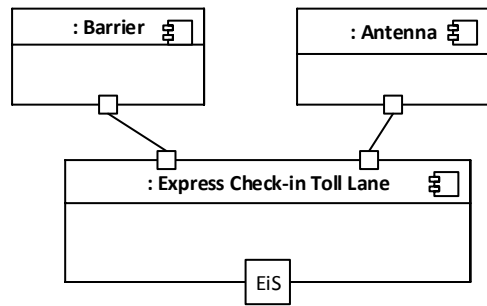 : Barrier
: Antenna
: Express Check-in Toll Lane
EiS